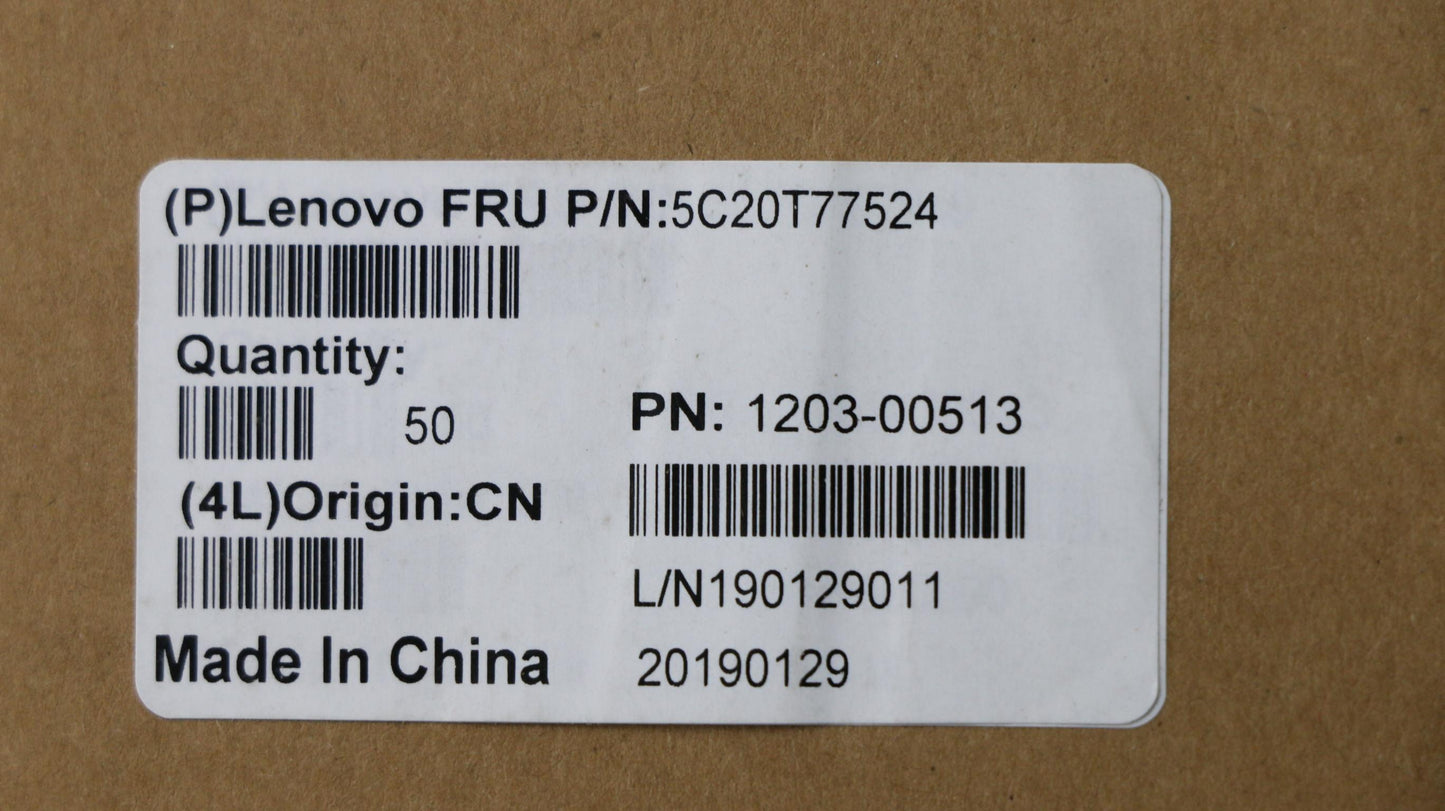 (P)Lenovo FRU P/N:5C20T77524
Quantity:
50
PN: 1203-00513
(4L)Origin:CN
L/N190129011
Made In China
20190129